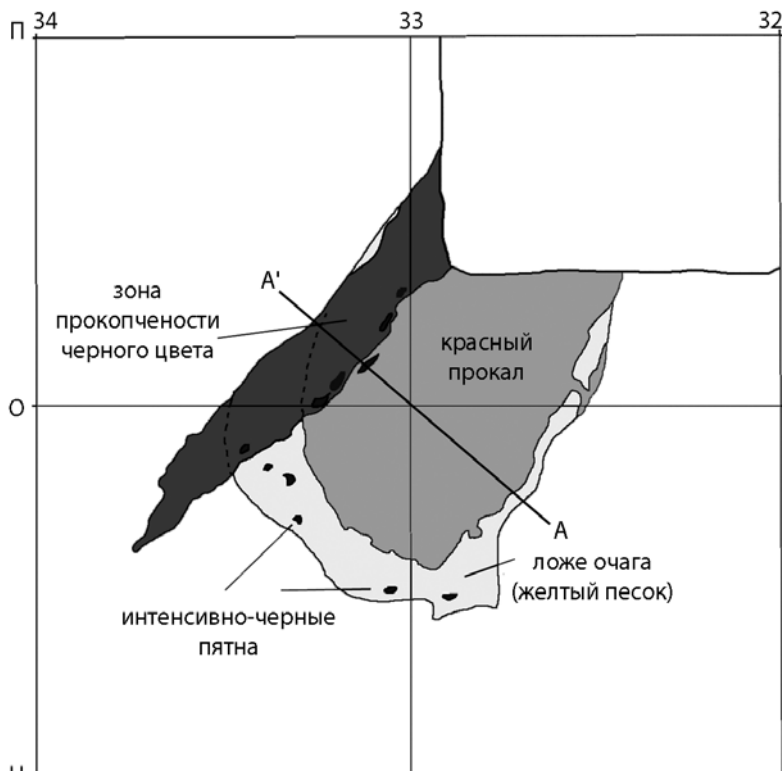 34 33 32
П
зона
прокопчености
черного цвета
А'
красный
прокал
О
А
ложе очага
(желтый песок)
интенсивно-черные
пятна